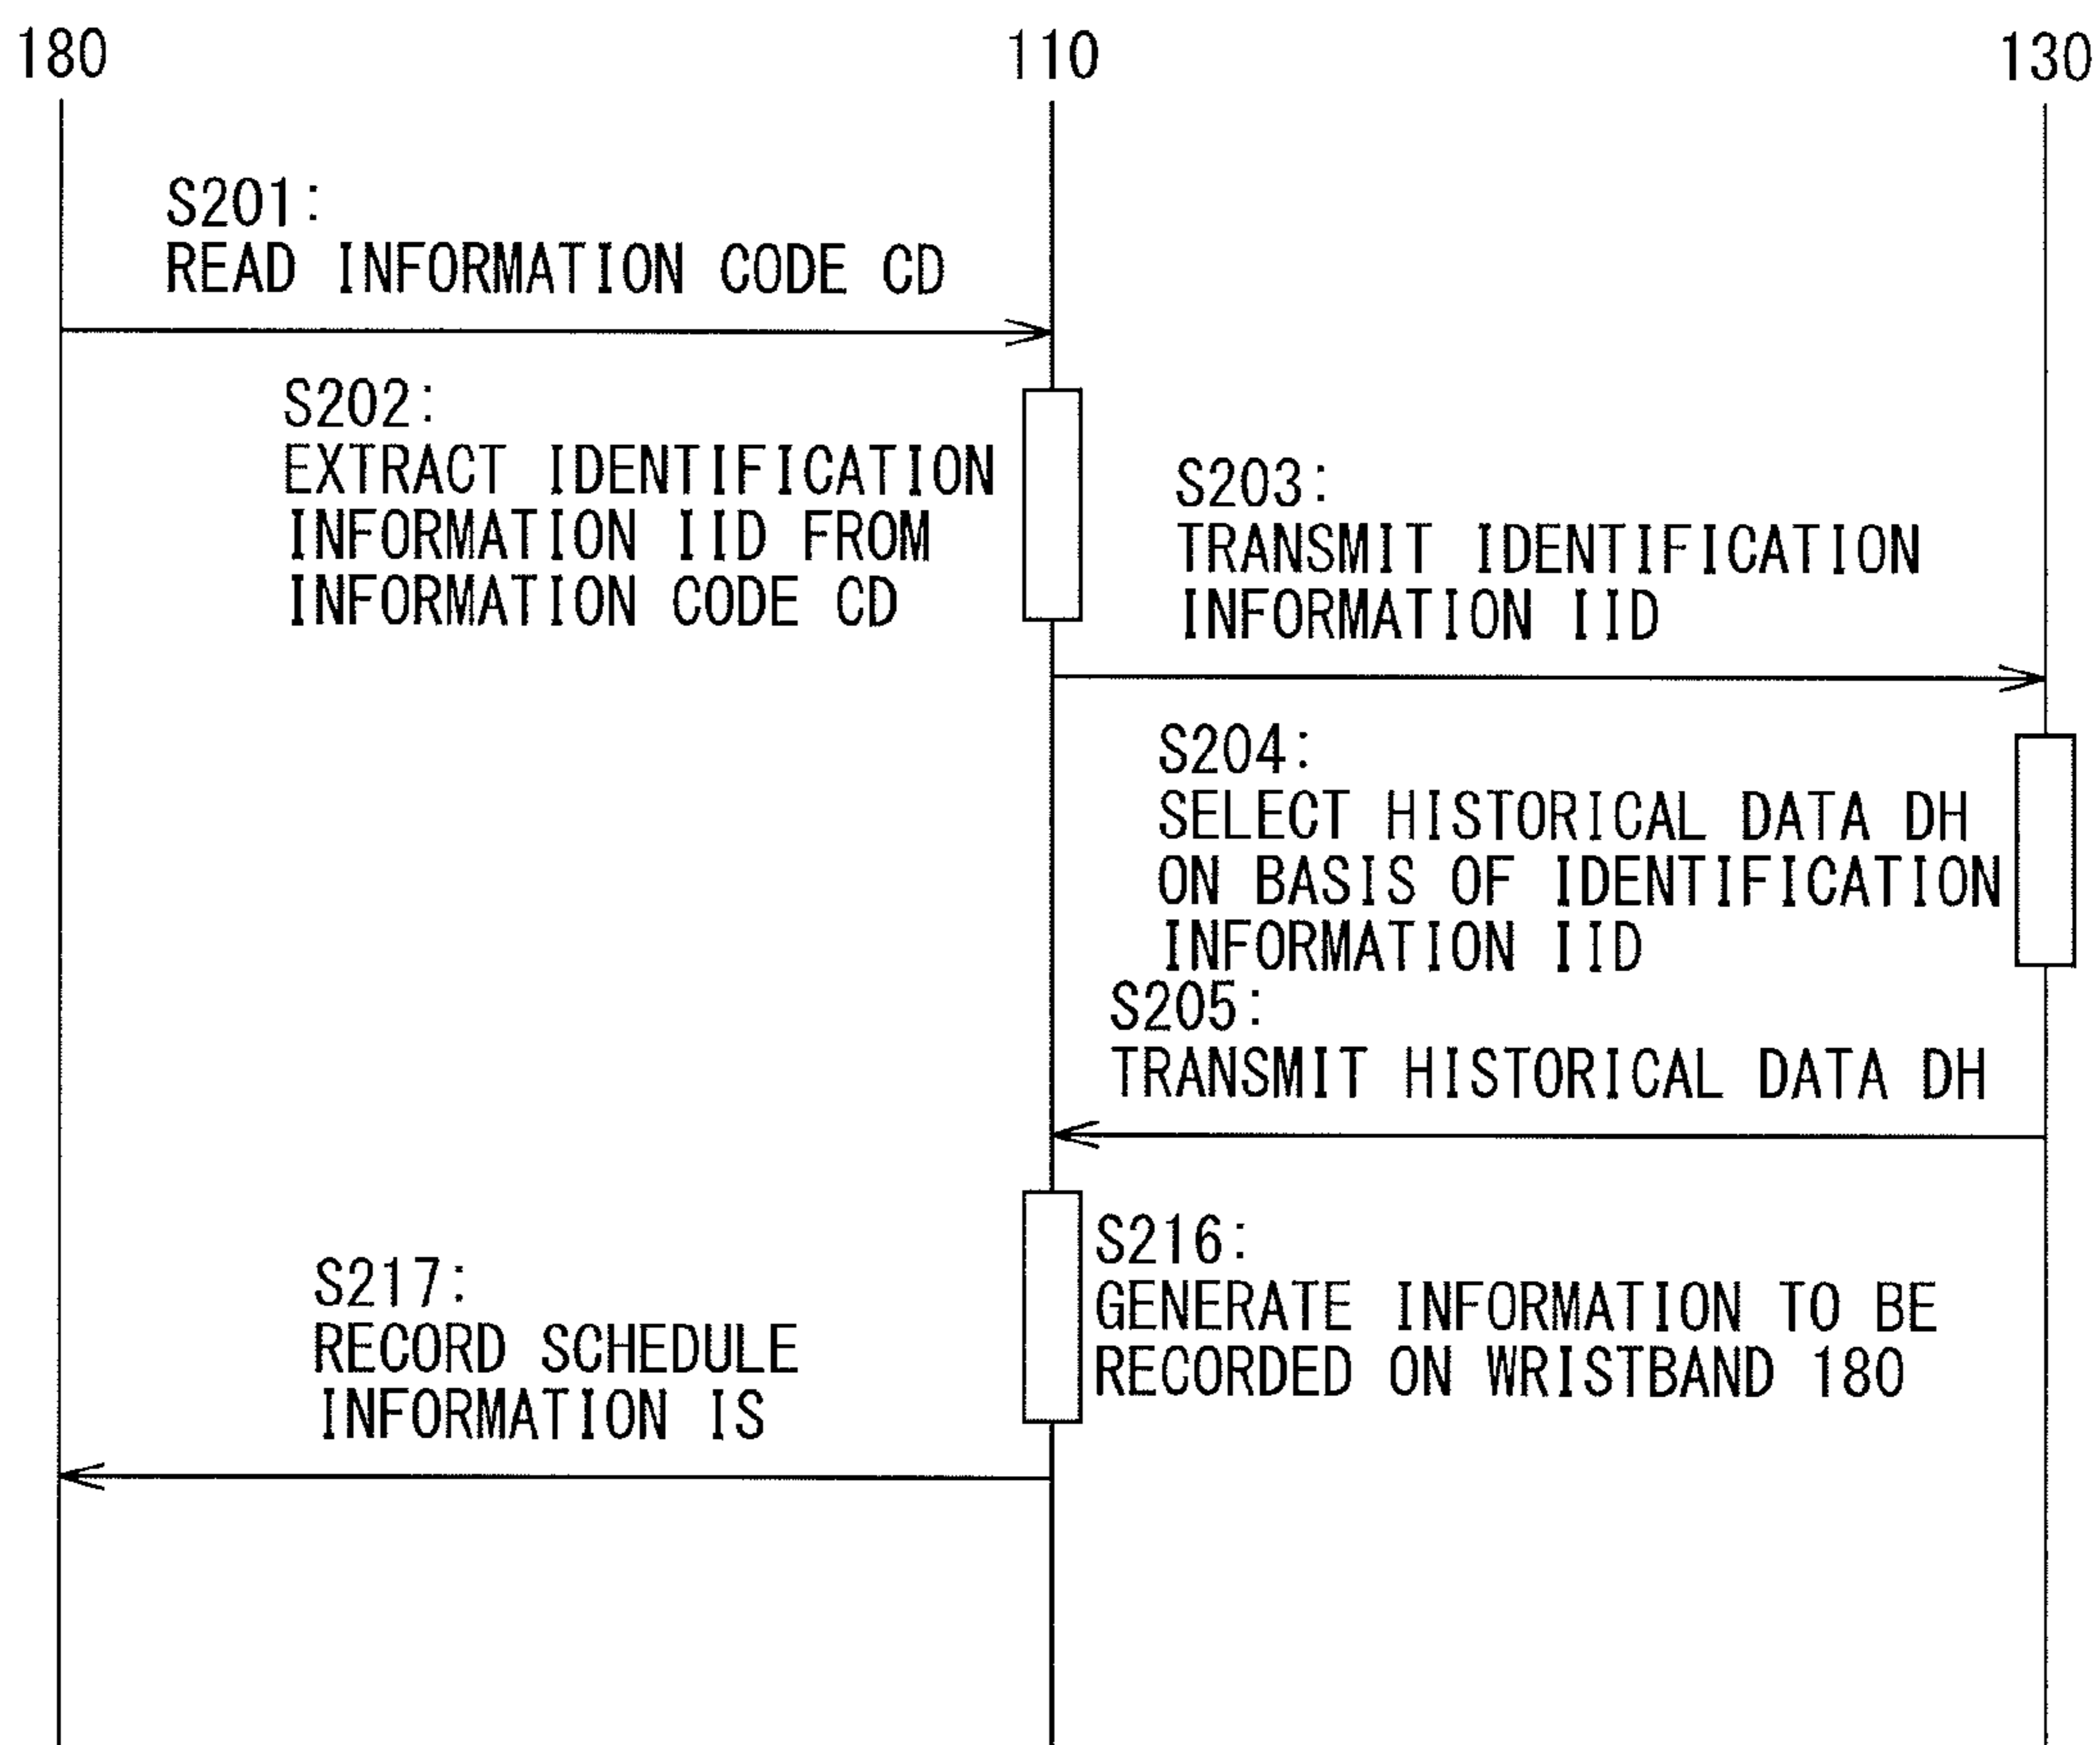 180
110
130
S201:
READ INFORMATION CODE CD
S202:
EXTRACT IDENTIFICATION
INFORMATION IID FROM
INFORMATION CODE CD
S203:
TRANSMIT IDENTIFICATION
INFORMATION IID
S204:
SELECT HISTORICAL DATA DH
ON BASIS OF IDENTIFICATION
INFORMATION IID
S205:
TRANSMIT HISTORICAL DATA DH
S216:
GENERATE INFORMATION TO BE
RECORDED ON WRISTBAND 180
S217:
RECORD SCHEDULE
INFORMATION IS